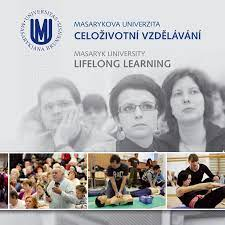 MASARYKOVA UNIVERZITA
CELOŽIVOTNÍ VZDĚLÁVÁNÍ
MASARYK UNIVERSITY
LIFELONG LEARNING